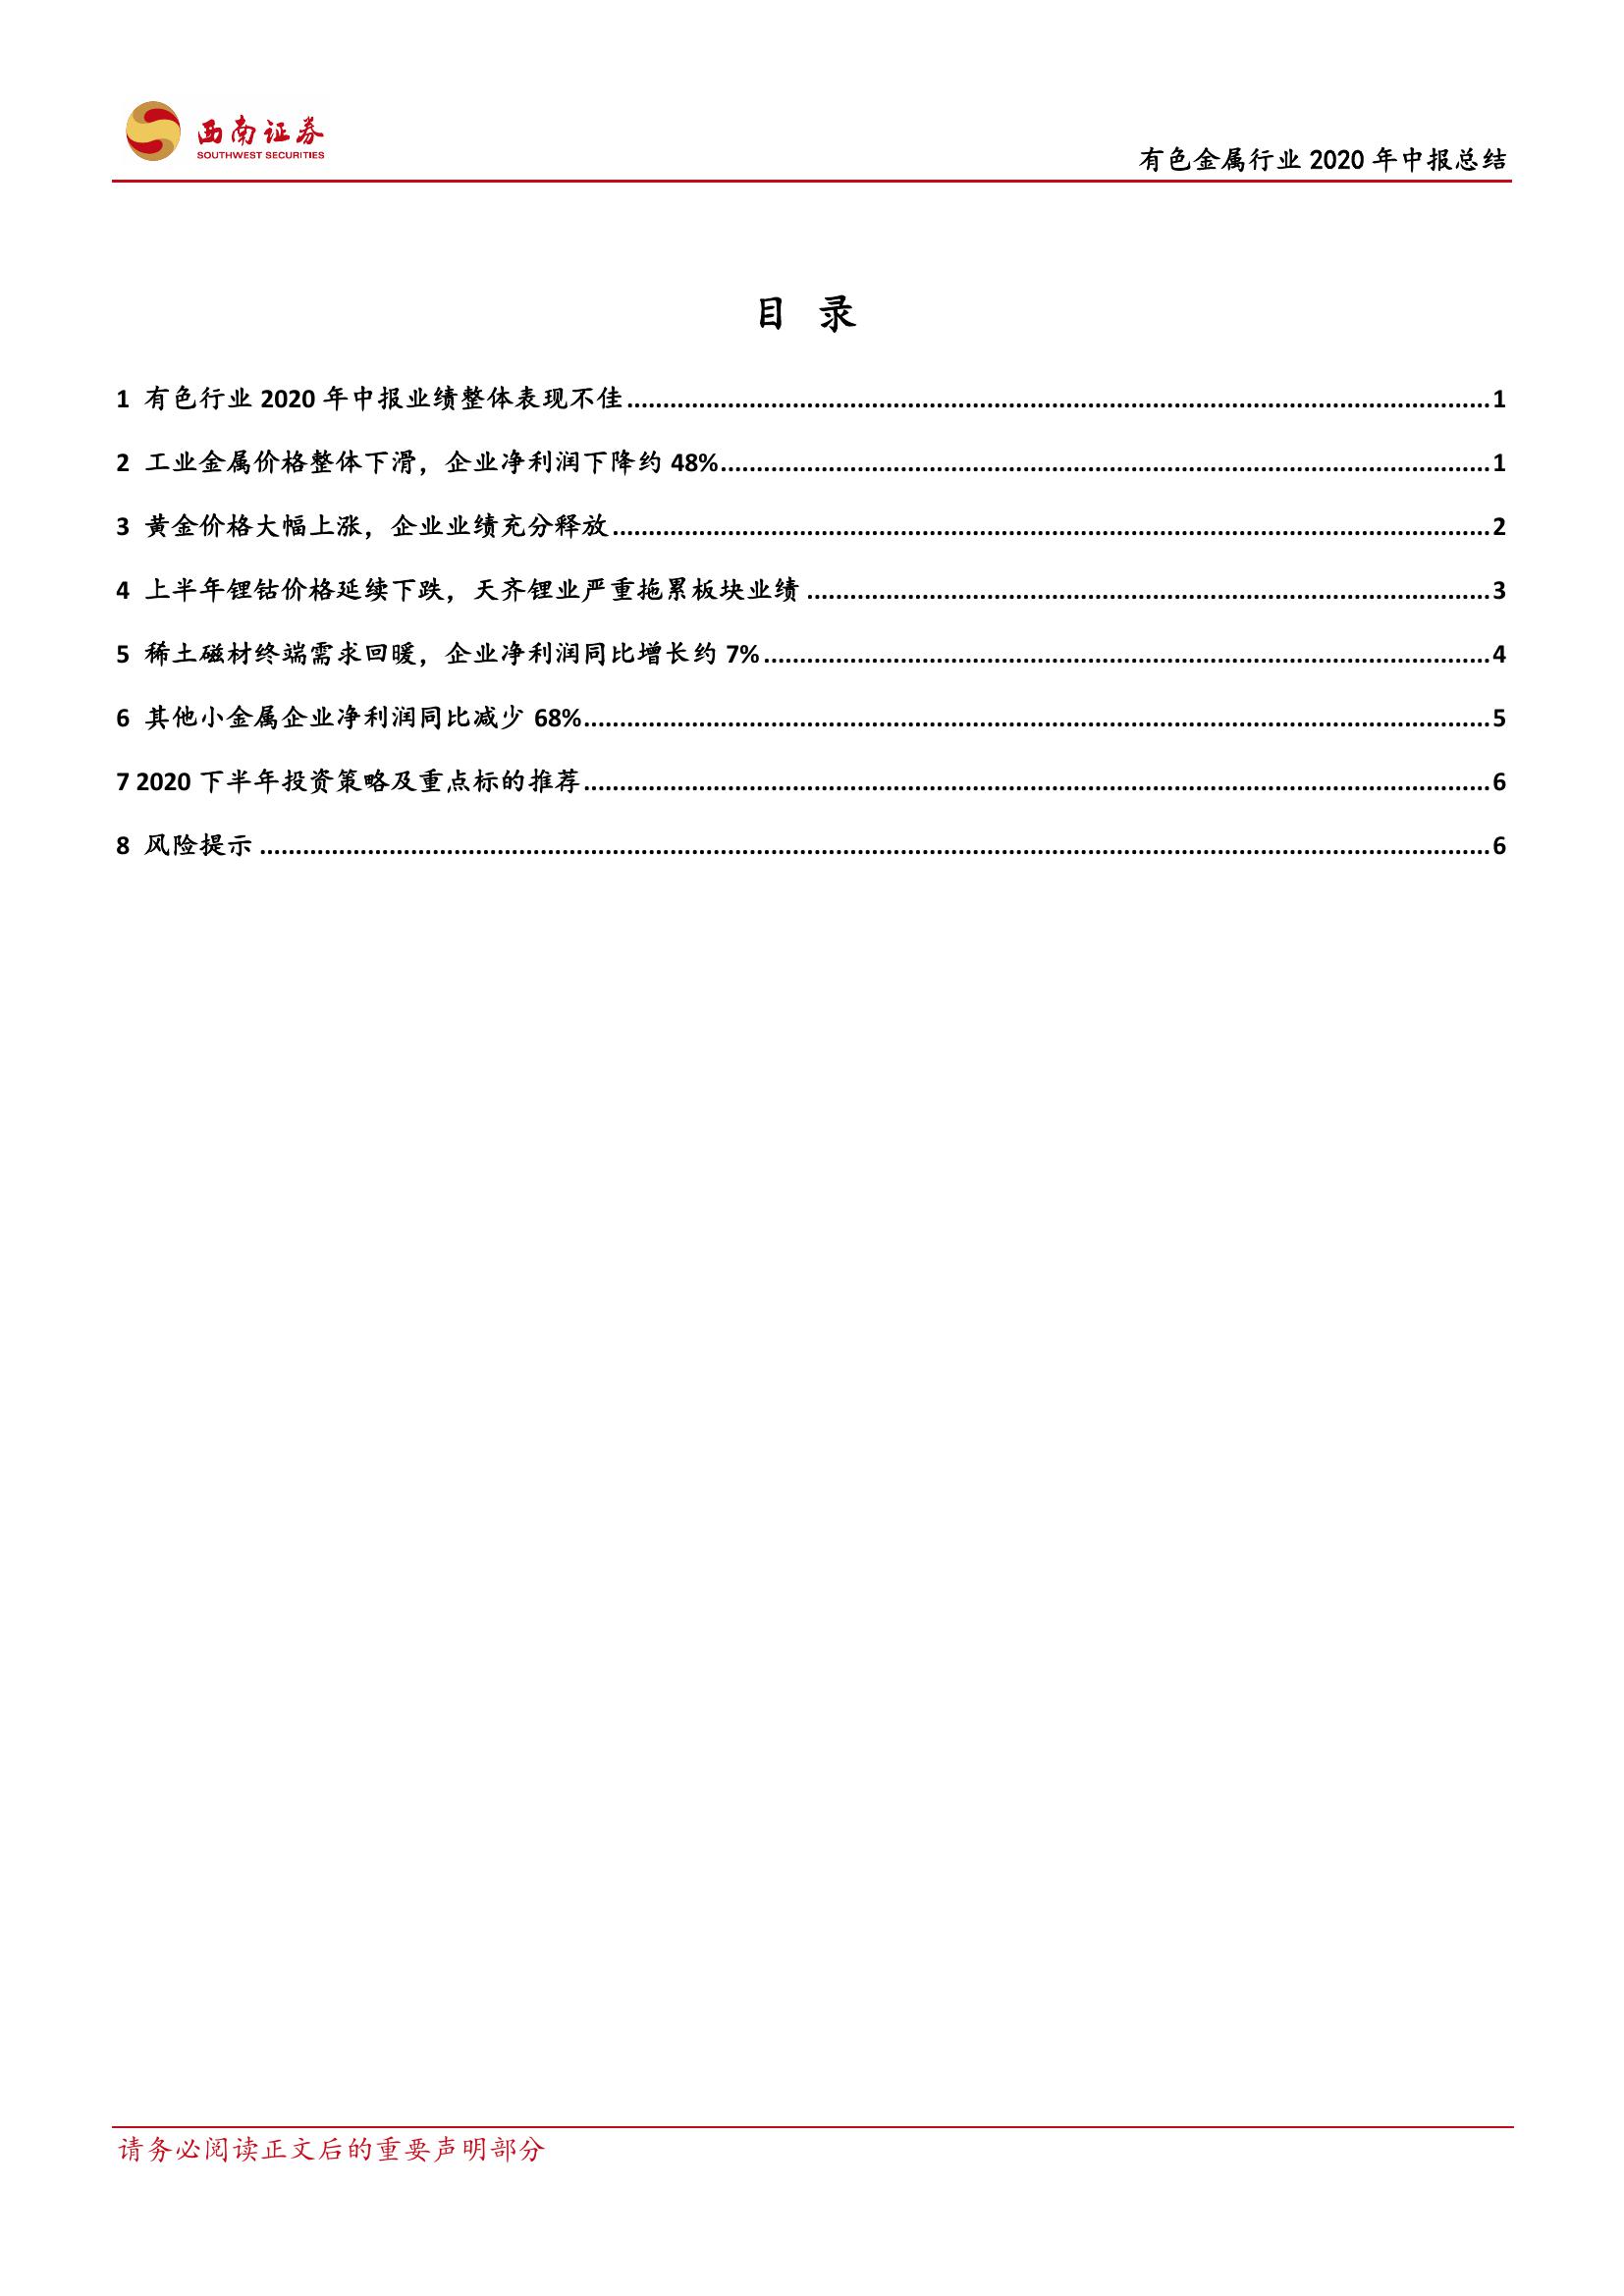 西南证券
SOUTHWEST SECURITIES
有色金属行业 2020 年中报总结
目 录
1 有色行业 2020 年中报业绩整体表现不佳 ........ 1
2 工业金属价格整体下滑，企业净利润下降约 48% ........ 1
3 黄金价格大幅上涨，企业业绩充分释放 ........ 2
4 上半年锂钴价格延续下跌，天齐锂业严重拖累板块业绩 ........ 3
5 稀土磁材终端需求回暖，企业净利润同比增长约 7% ........ 4
6 其他小金属企业净利润同比减少 68% ........ 5
7 2020 下半年投资策略及重点标的推荐 ........ 6
8 风险提示 ........ 6
请务必阅读正文后的重要声明部分